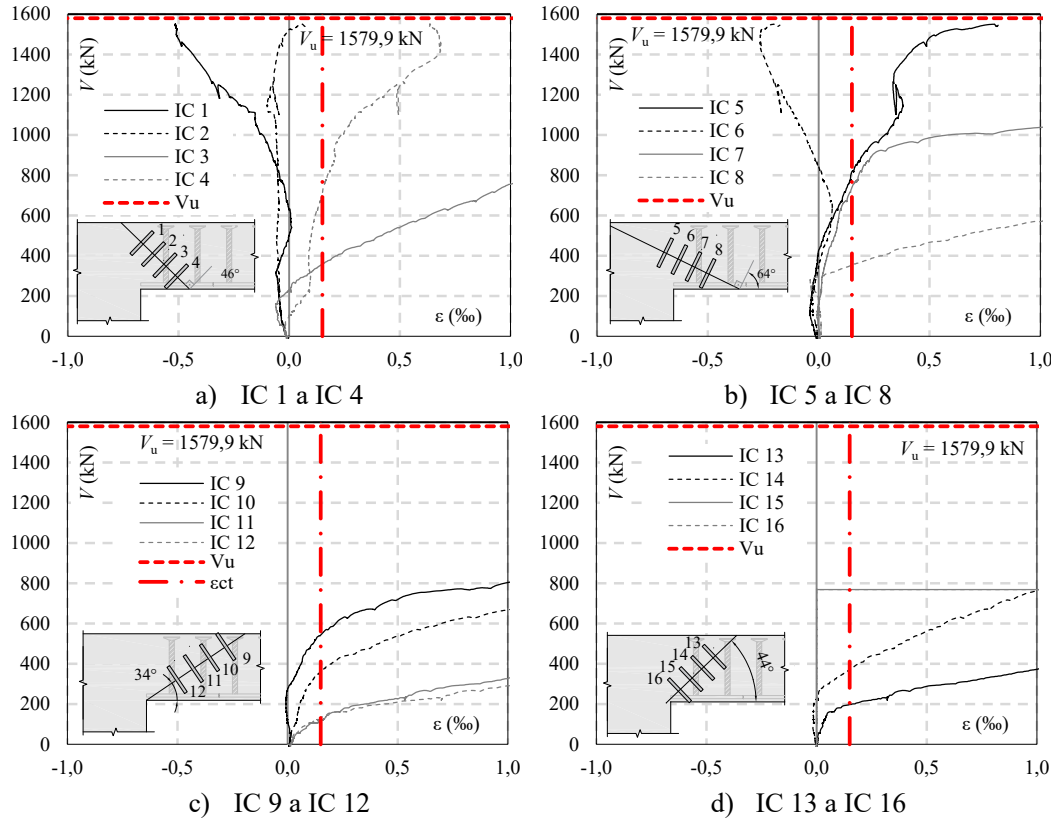 1600
1400
1200
1000
800
600
400
200
0
V (kN)
Vu = 1579,9 kN
IC 1
IC 2
IC 3
IC 4
Vu
1
2
3
4
46°
ε (‰)
-1,0 -0,5 0,0 0,5 1,0
a) IC 1 a IC 4
1600
1400
1200
1000
800
600
400
200
0
V (kN)
Vu = 1579,9 kN
IC 5
IC 6
IC 7
IC 8
Vu
5
6
7
8
64°
ε (‰)
-1,0 -0,5 0,0 0,5 1,0
b) IC 5 a IC 8
1600
1400
1200
1000
800
600
400
200
0
V (kN)
Vu = 1579,9 kN
IC 9
IC 10
IC 11
IC 12
Vu
εct
34°
9
10
11
12
ε (‰)
-1,0 -0,5 0,0 0,5 1,0
c) IC 9 a IC 12
1600
1400
1200
1000
800
600
400
200
0
V (kN)
Vu = 1579,9 kN
IC 13
IC 14
IC 15
IC 16
Vu
13
14
15
16
44°
ε (‰)
-1,0 -0,5 0,0 0,5 1,0
d) IC 13 a IC 16